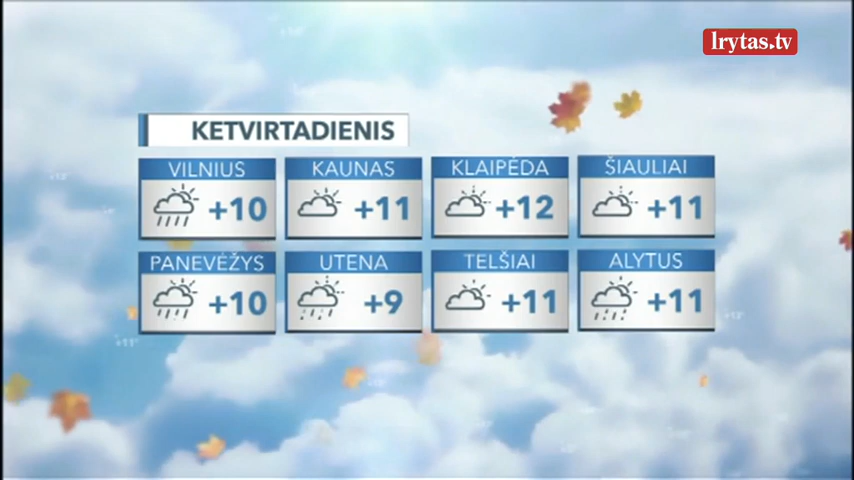 lrytas.tv
KETVIRTADIENIS
VILNIUS KAUNAS KLAIPĖDA ŠIAULIAI
+10 +11 +12 +11
PANEVĖŽYS UTENA TELŠIAI ALYTUS
+10 +9 +11 +11